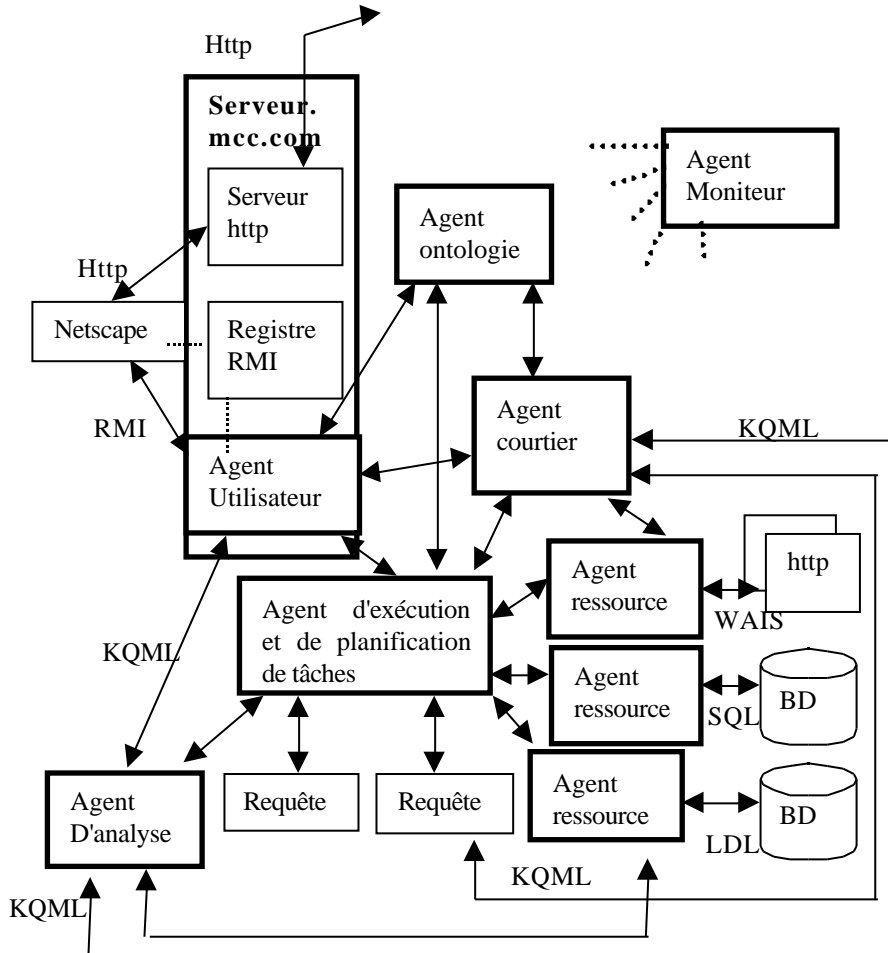 Http
Serveur.
mcc.com
Agent
Moniteur
Serveur
http
Agent
ontologie
Http
Netscape
Registre
RMI
Agent
courtier
RMI
KQML
Agent
Utilisateur
http
Agent
ressource
WAIS
Agent d'exécution
et de planification
de tâches
KQML
Agent
ressource
BD
SQL
Agent
D'analyse
Requête
Requête
Agent
ressource
BD
LDL
KQML
KQML